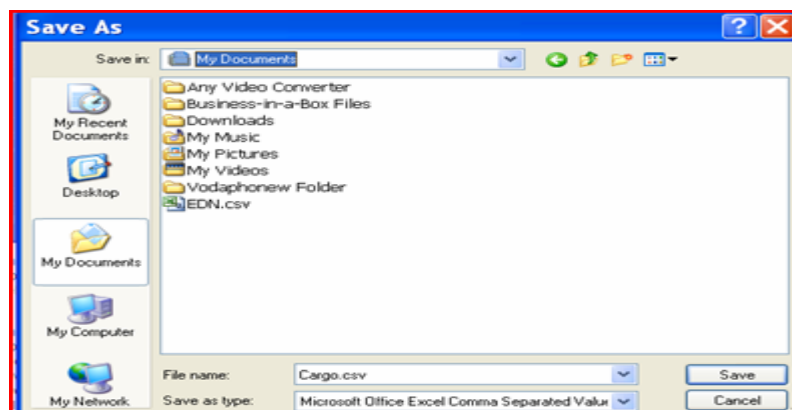 Save As
Save in:
My Documents
My Recent
Documents
Desktop
My Documents
My Computer
My Network
Any Video Converter
Business-in-a-Box Files
Downloads
My Music
My Pictures
My Videos
Vodaphonew Folder
EDN.csv
File name:
Cargo.csv
Save
Save as type:
Microsoft Office Excel Comma Separated Valu
Cancel